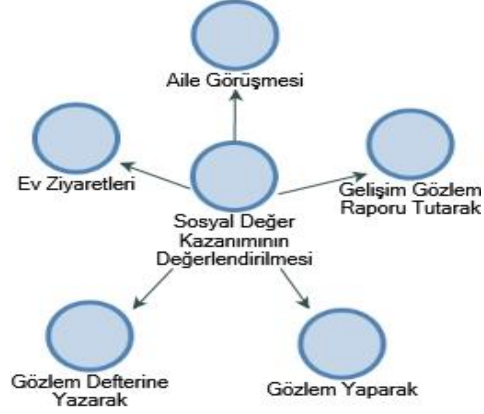 Aile Görüşmesi
Ev Ziyaretleri
Gelişim Gözlem
Raporu Tutarak
Sosyal Değer
Kazanımının
Değerlendirilmesi
Gözlem Defterine
Yazarak
Gözlem Yaparak